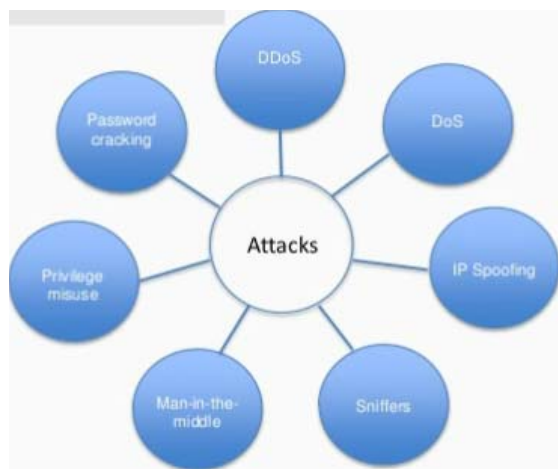 DDoS
DoS
IP Spoofing
Sniffers
Man-in-the-
middle
Privilege
misuse
Password
cracking
Attacks